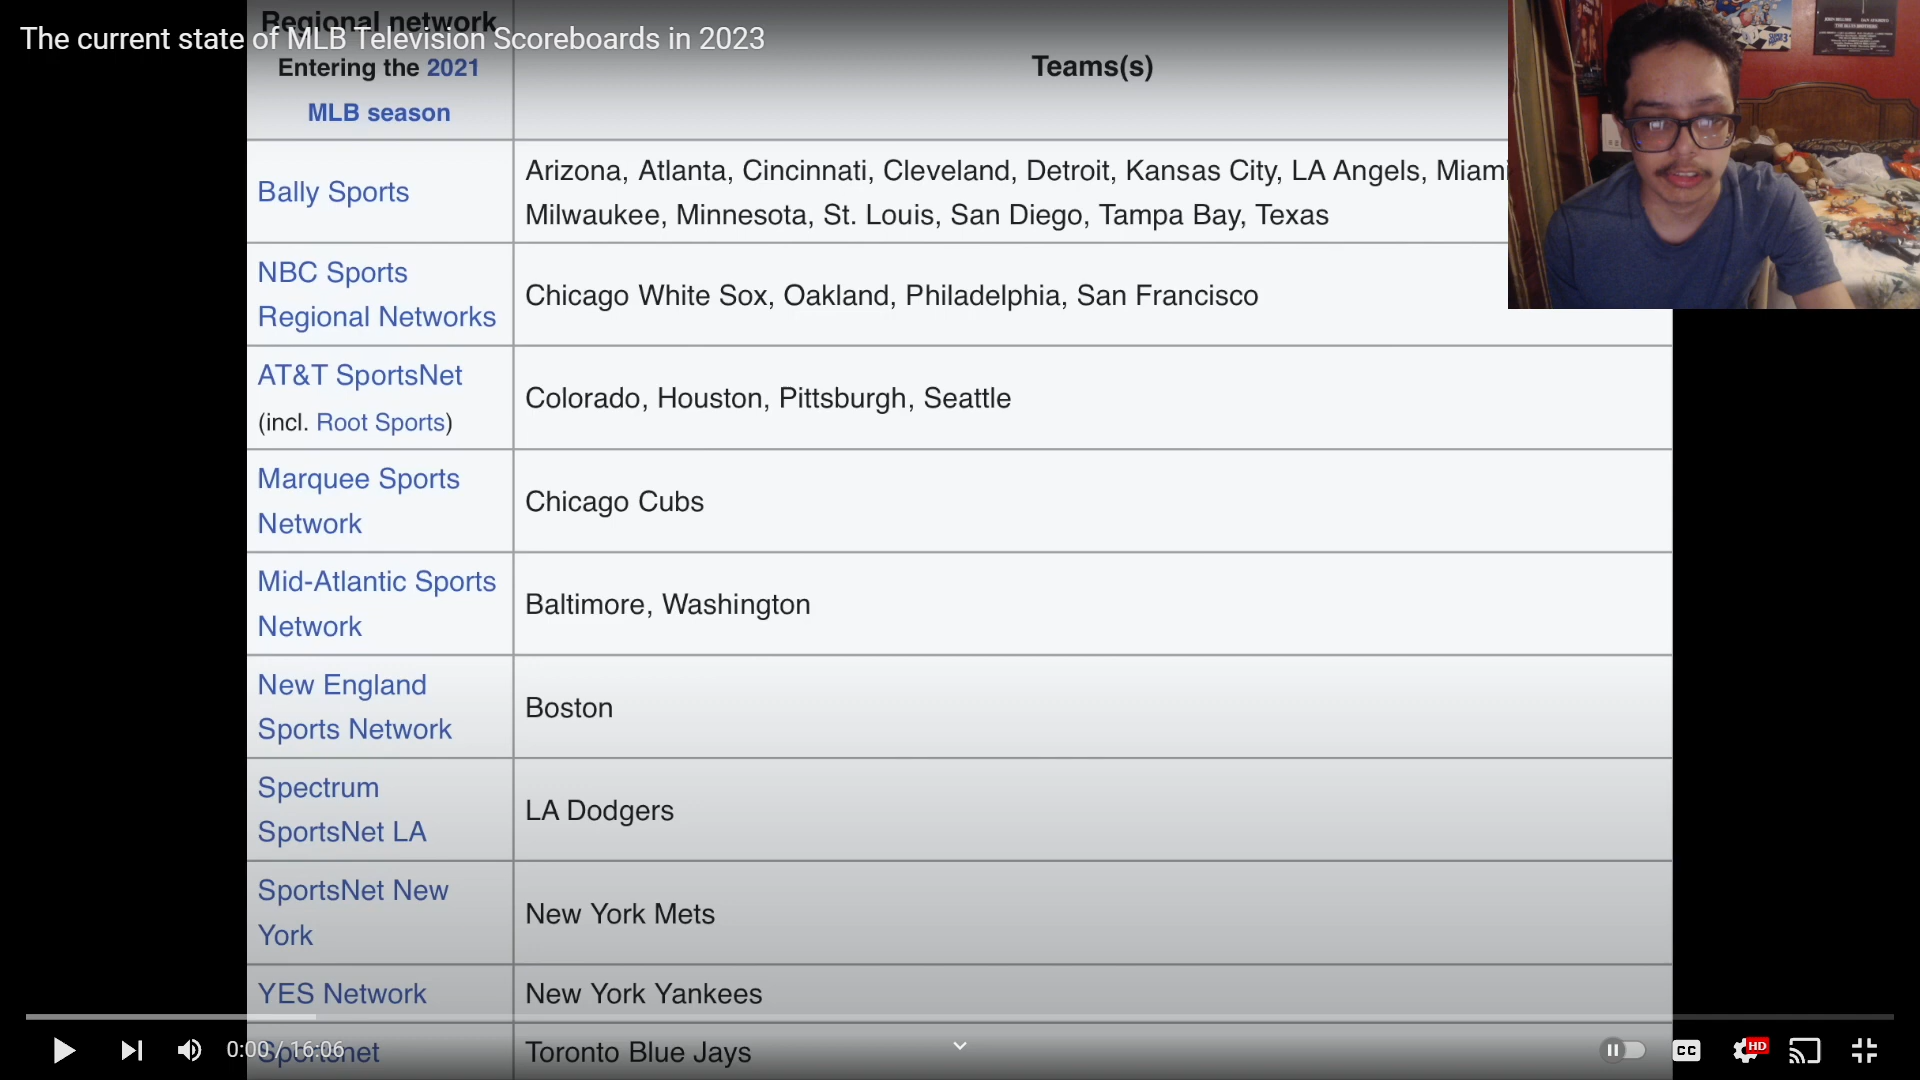 The current state of MLB Television Scoreboards in 2023
Regional network
Entering the 2021
MLB season
Teams(s)
Bally Sports
Arizona, Atlanta, Cincinnati, Cleveland, Detroit, Kansas City, LA Angels, Miami
Milwaukee, Minnesota, St. Louis, San Diego, Tampa Bay, Texas
NBC Sports
Regional Networks
Chicago White Sox, Oakland, Philadelphia, San Francisco
AT&T SportsNet
(incl. Root Sports)
Colorado, Houston, Pittsburgh, Seattle
Marquee Sports
Network
Chicago Cubs
Mid-Atlantic Sports
Network
Baltimore, Washington
New England
Sports Network
Boston
Spectrum
SportsNet LA
LA Dodgers
SportsNet New
York
New York Mets
YES Network
New York Yankees
Sportsnet
Toronto Blue Jays
0:00 / 16:06
CC
HD